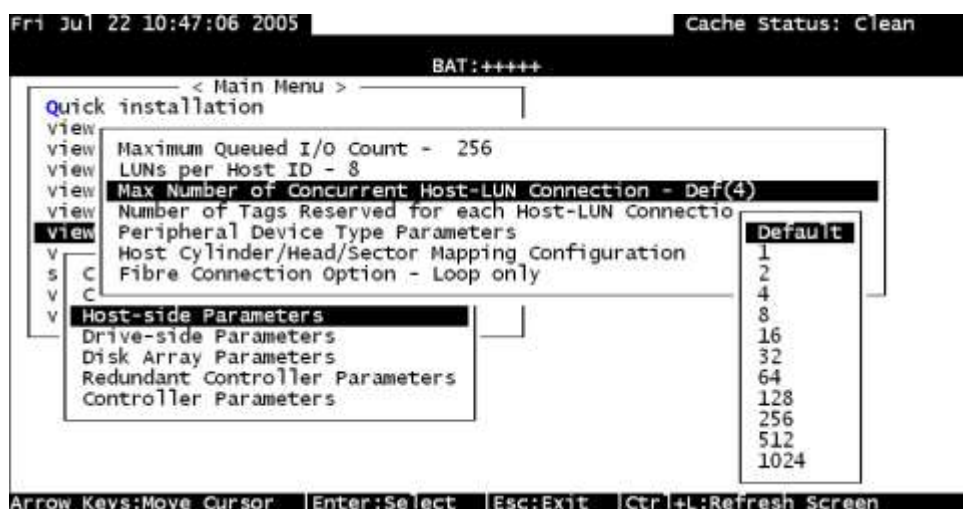 Fri Jul 22 10:47:06 2005 Cache Status: Clean
BAT:+++++
< Main Menu >
Quick installation
view
view Maximum Queued I/O Count - 256
view LUNs per Host ID - 8
view Max Number of Concurrent Host-LUN Connection - Def(4)
view Number of Tags Reserved for each Host-LUN Connectio
view Peripheral Device Type Parameters
v Host Cylinder/Head/Sector Mapping Configuration
s C Fibre Connection Option - Loop only
v C
v Host-side Parameters
Drive-side Parameters
Disk Array Parameters
Redundant Controller Parameters
Controller Parameters
Default
1
2
4
8
16
32
64
128
256
512
1024
Arrow Keys:Move Cursor |Enter:Select |Esc:Exit |Ctrl+L:Refresh Screen